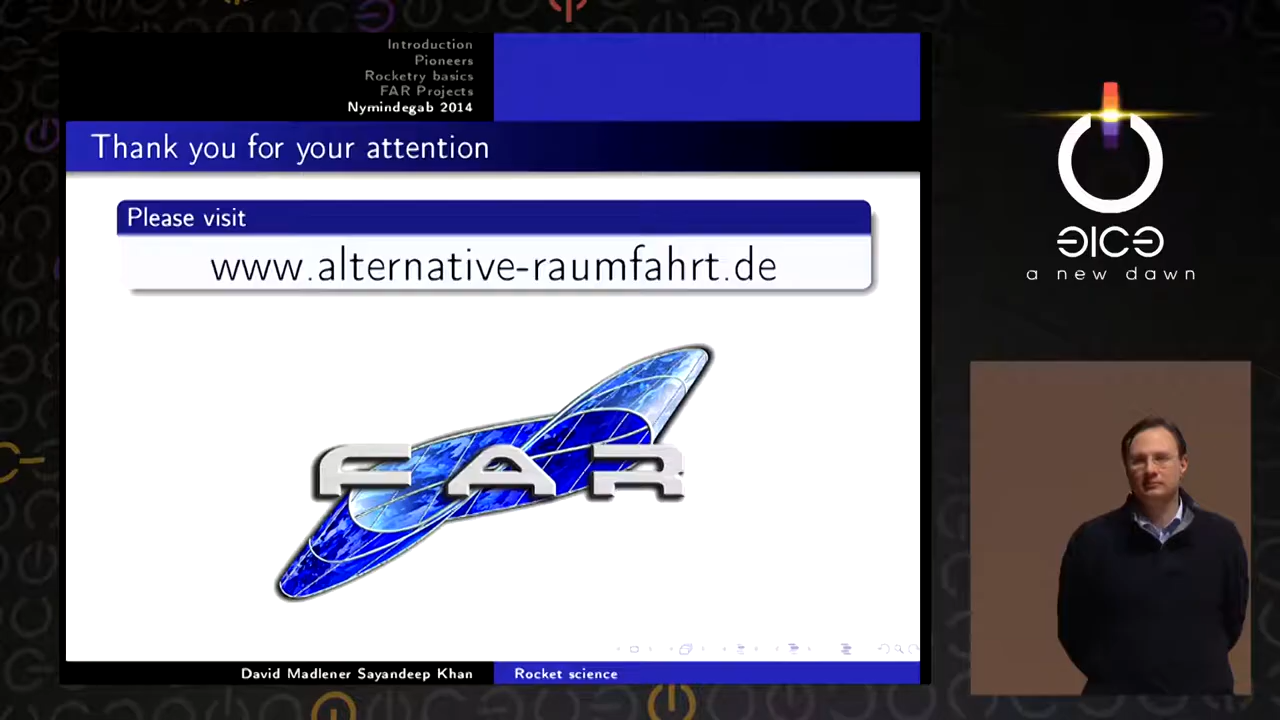 Introduction
Pioneers
Rocketry basics
FAR Projects
Nymindegab 2014
Thank you for your attention
Please visit
www.alternative-raumfahrt.de
FAR
David Madlener Sayandeep Khan
Rocket science
31C3
a new dawn